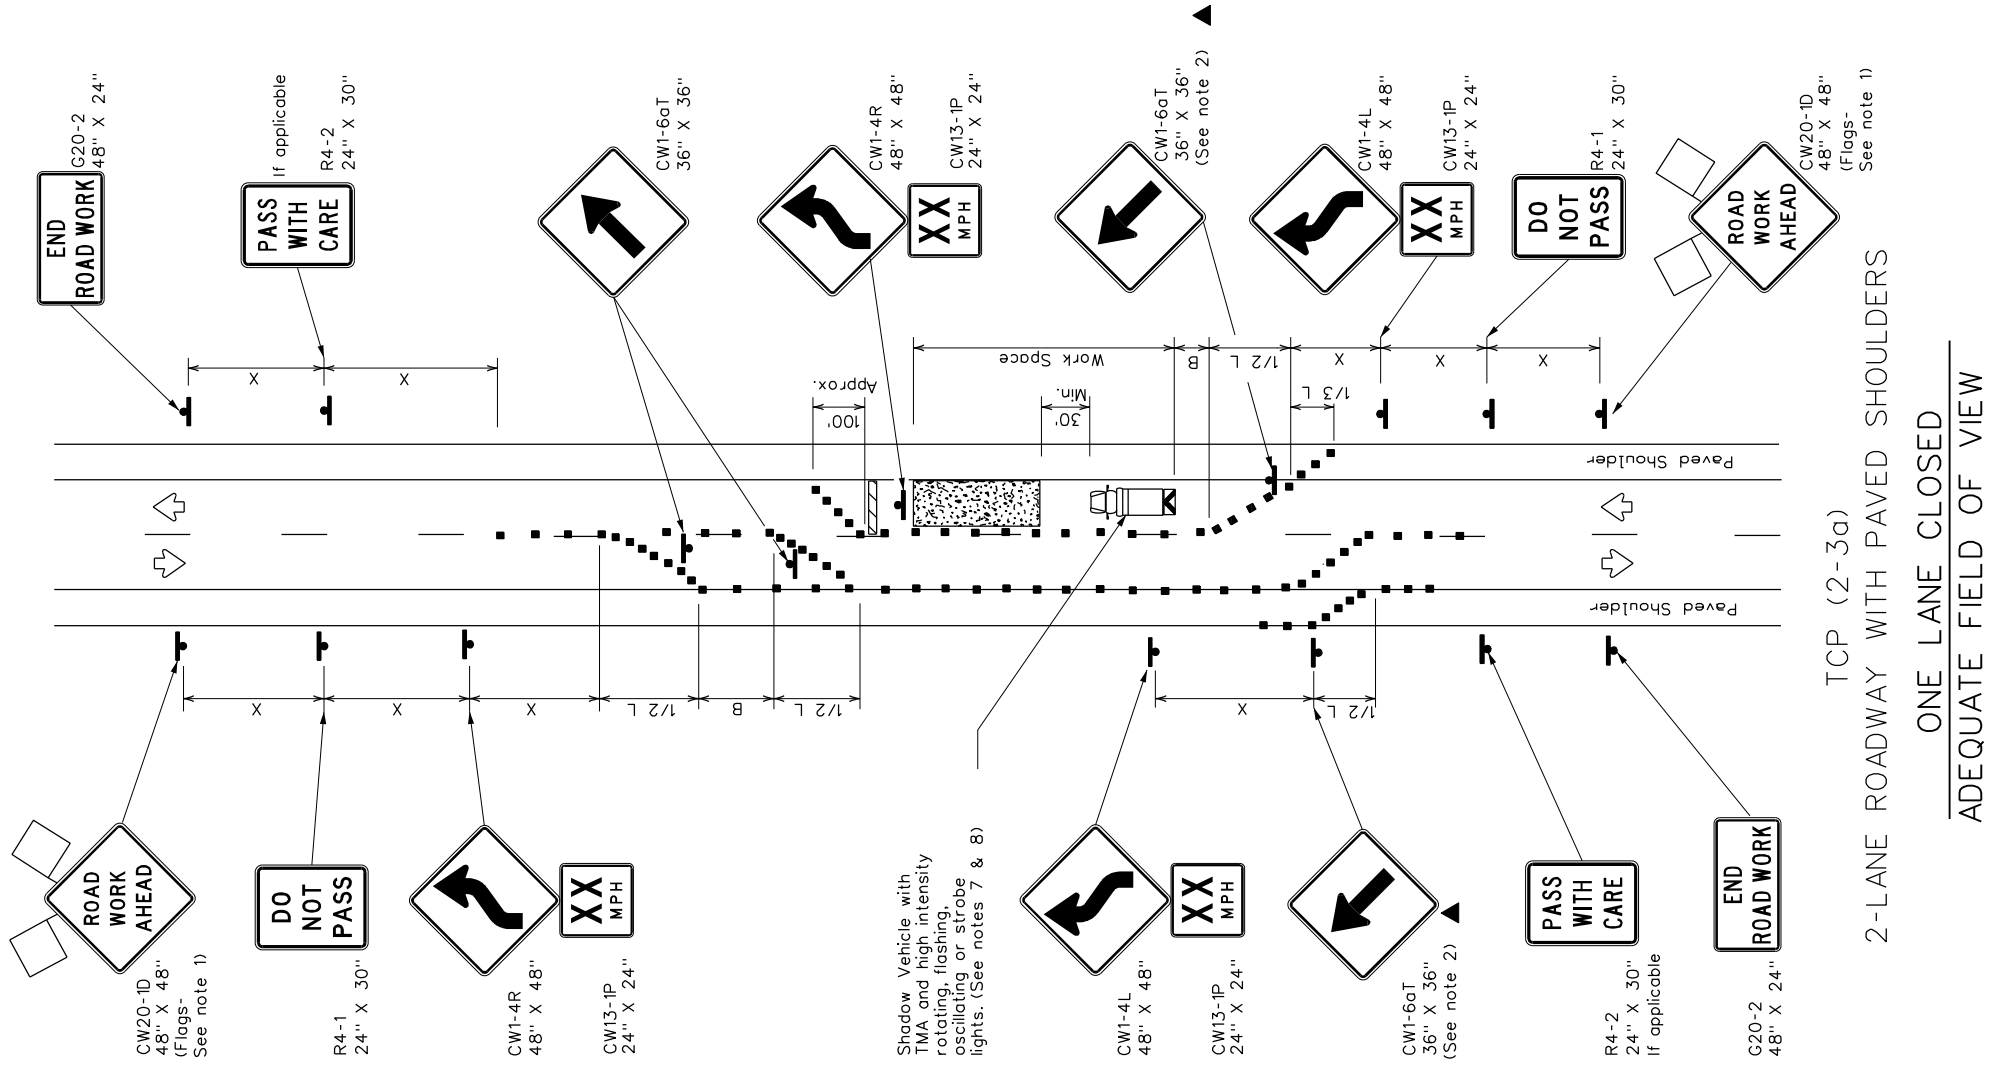 END
ROAD WORK
G20-2
48" X 24"
PASS
WITH
CARE
If applicable
R4-2
24" X 30"
CW1-6aT
36" X 36"
CW1-4R
48" X 48"
XX
MPH
CW13-1P
24" X 24"
CW1-6aT
36" X 36"
(See note 2)
CW1-4L
48" X 48"
XX
MPH
CW13-1P
24" X 24"
DO
NOT
PASS
R4-1
24" X 30"
ROAD
WORK
AHEAD
CW20-1D
48" X 48"
(Flags-
See note 1)
X
X
100'
Approx.
Work Space
30'
Min.
B
1/2 L
1/3 L
X
X
X
Paved Shoulder
Paved Shoulder
X
X
X
1/2 L
B
1/2 L
X
1/2 L
ROAD
WORK
AHEAD
CW20-1D
48" X 48"
(Flags-
See note 1)
DO
NOT
PASS
R4-1
24" X 30"
CW1-4R
48" X 48"
XX
MPH
CW13-1P
24" X 24"
Shadow Vehicle with
TMA and high intensity
rotating, flashing,
oscillating or strobe
lights. (See notes 7 & 8)
CW1-4L
48" X 48"
XX
MPH
CW13-1P
24" X 24"
CW1-6aT
36" X 36"
(See note 2)
PASS
WITH
CARE
R4-2
24" X 30"
If applicable
END
ROAD WORK
G20-2
48" X 24"
TCP (2-3a)
2-LANE ROADWAY WITH PAVED SHOULDERS
ONE LANE CLOSED
ADEQUATE FIELD OF VIEW